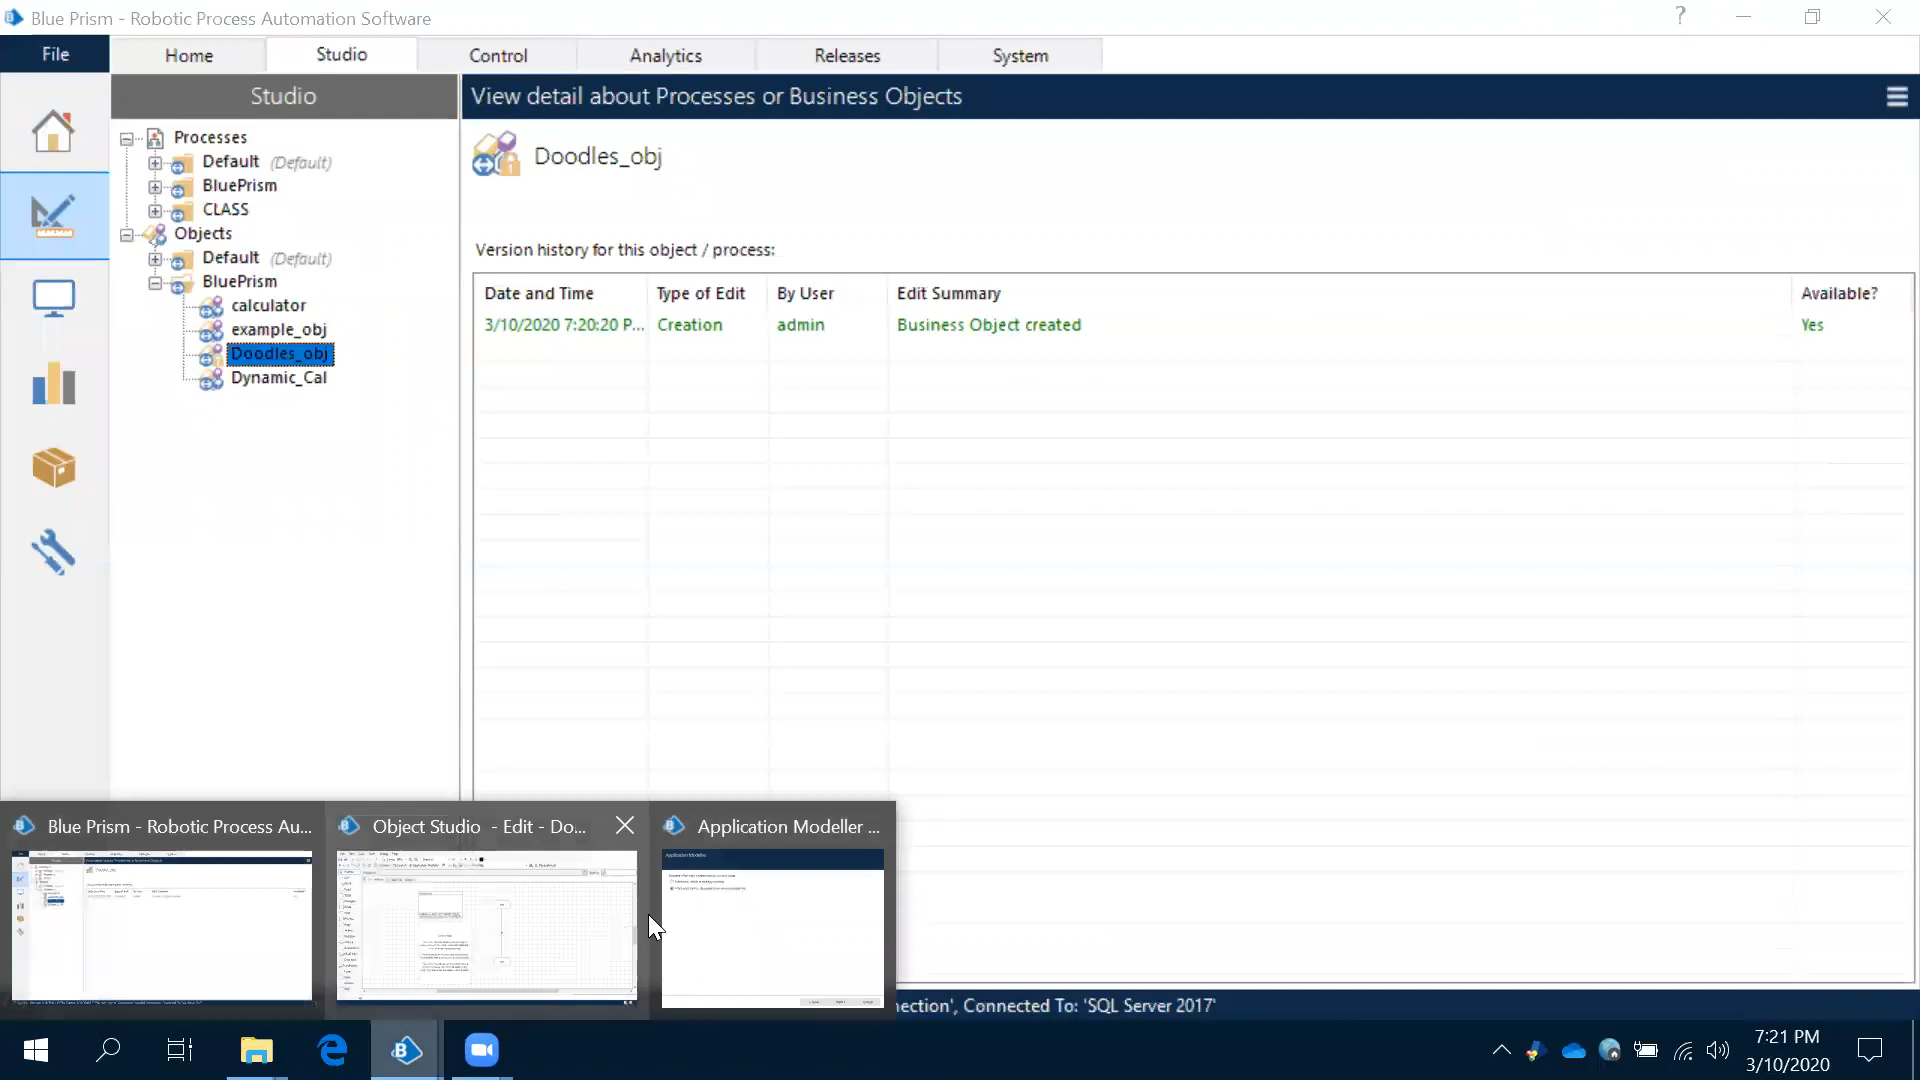 Blue Prism - Robotic Process Automation Software
File
Home
Studio
Control
Analytics
Releases
System
Studio
View detail about Processes or Business Objects
Processes
Default (Default)
BluePrism
CLASS
Objects
Default (Default)
BluePrism
calculator
example_obj
Doodles_obj
Dynamic_Cal
Doodles_obj
Version history for this object / process:
Date and Time Type of Edit By User Edit Summary Available?
3/10/2020 7:20:20 P... Creation admin Business Object created Yes
Blue Prism - Robotic Process Au...
Object Studio - Edit - Do...
Application Modeller ...
Application Modeller
nection', Connected To: 'SQL Server 2017'
7:21 PM
3/10/2020